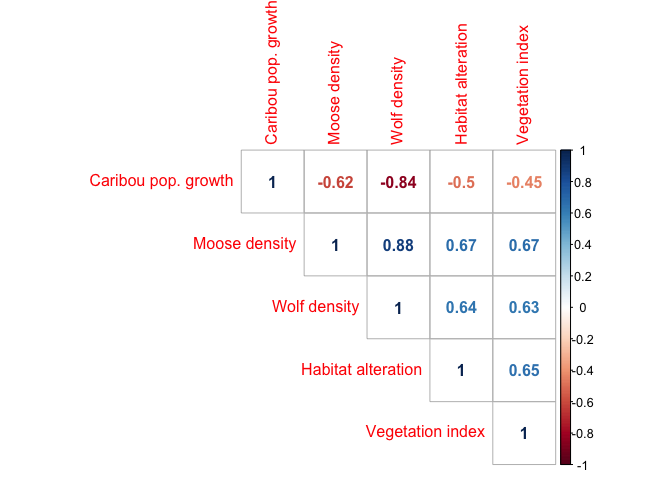 Caribou pop. growth
Moose density
Wolf density
Habitat alteration
Vegetation index
Caribou pop. growth 1 -0.62 -0.84 -0.5 -0.45
Moose density 1 0.88 0.67 0.67
Wolf density 1 0.64 0.63
Habitat alteration 1 0.65
Vegetation index 1
1
0.8
0.6
0.4
0.2
0
-0.2
-0.4
-0.6
-0.8
-1